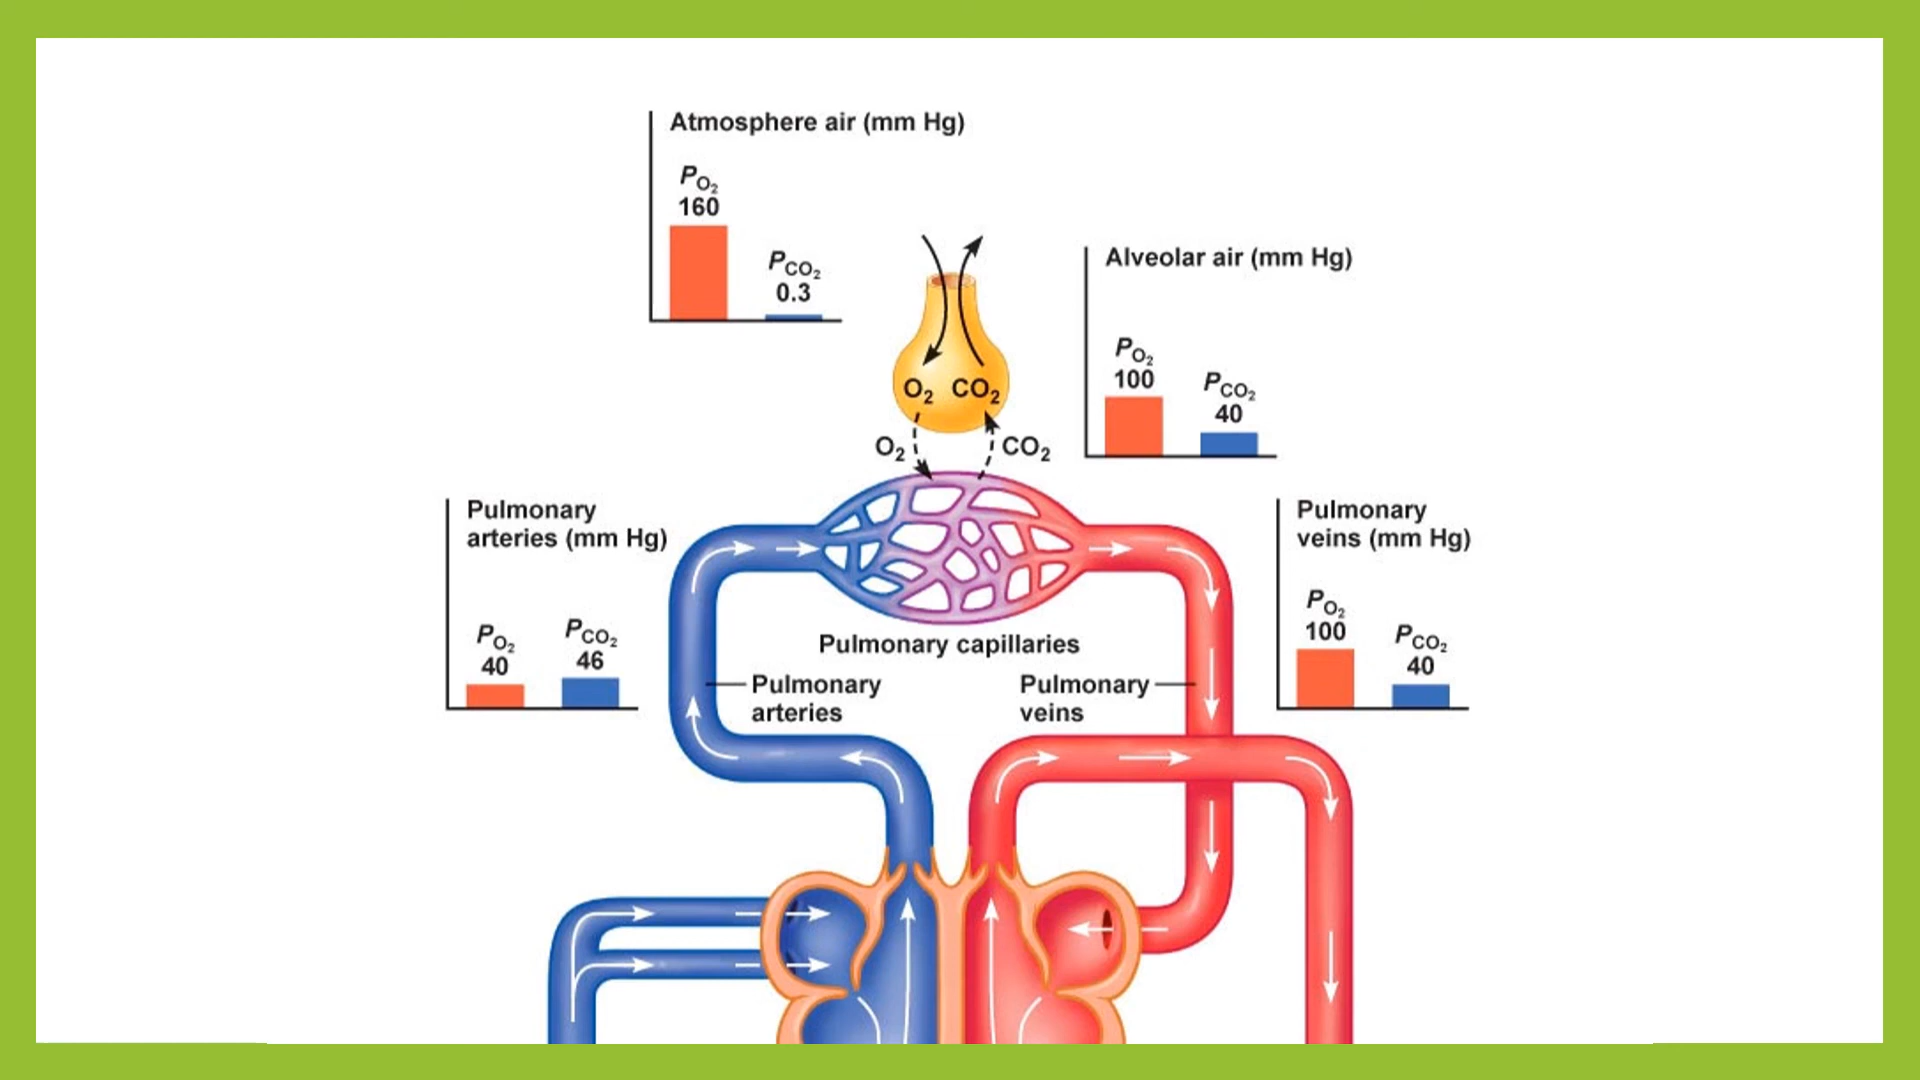 Atmosphere air (mm Hg)
PO₂
160
PCO₂
0.3
Alveolar air (mm Hg)
PO₂
100
PCO₂
40
O₂ CO₂
O₂ CO₂
Pulmonary
arteries (mm Hg)
PO₂
40
PCO₂
46
Pulmonary
veins (mm Hg)
PO₂
100
PCO₂
40
Pulmonary capillaries
Pulmonary
arteries
Pulmonary
veins